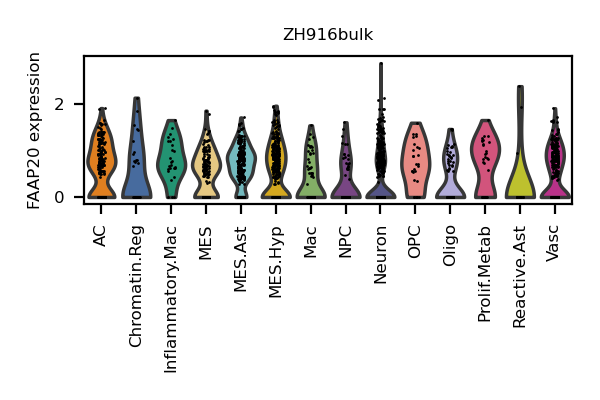 ZH916bulk
FAAP20 expression
2
0
AC
Chromatin.Reg
Inflammatory.Mac
MES
MES.Ast
MES.Hyp
Mac
NPC
Neuron
OPC
Oligo
Prolif.Metab
Reactive.Ast
Vasc